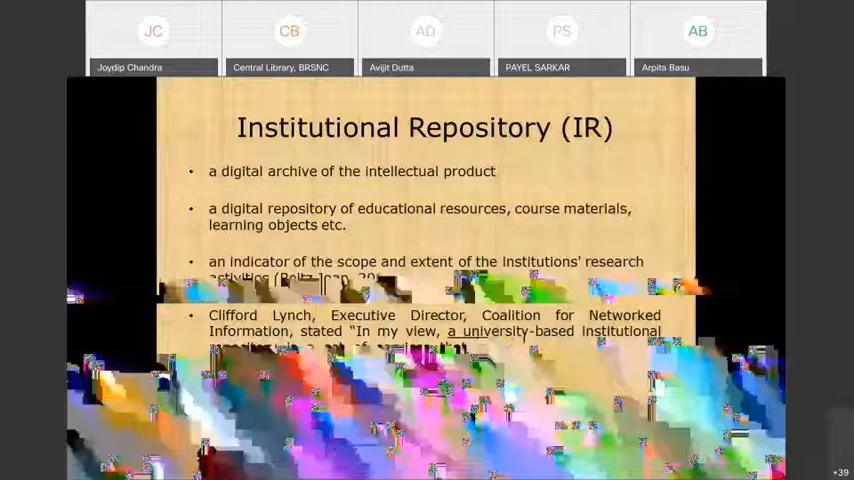 JC
CB
AD
PS
AB
Joydip Chandra
Central Library, BRSNC
Avijit Dutta
PAYEL SARKAR
Arpita Basu
Institutional Repository (IR)
• a digital archive of the intellectual product
• a digital repository of educational resources, course materials,
learning objects etc.
• an indicator of the scope and extent of the institutions' research
activities
• Clifford Lynch, Executive Director, Coalition for Networked
Information, stated “In my view, a university-based institutional
+39